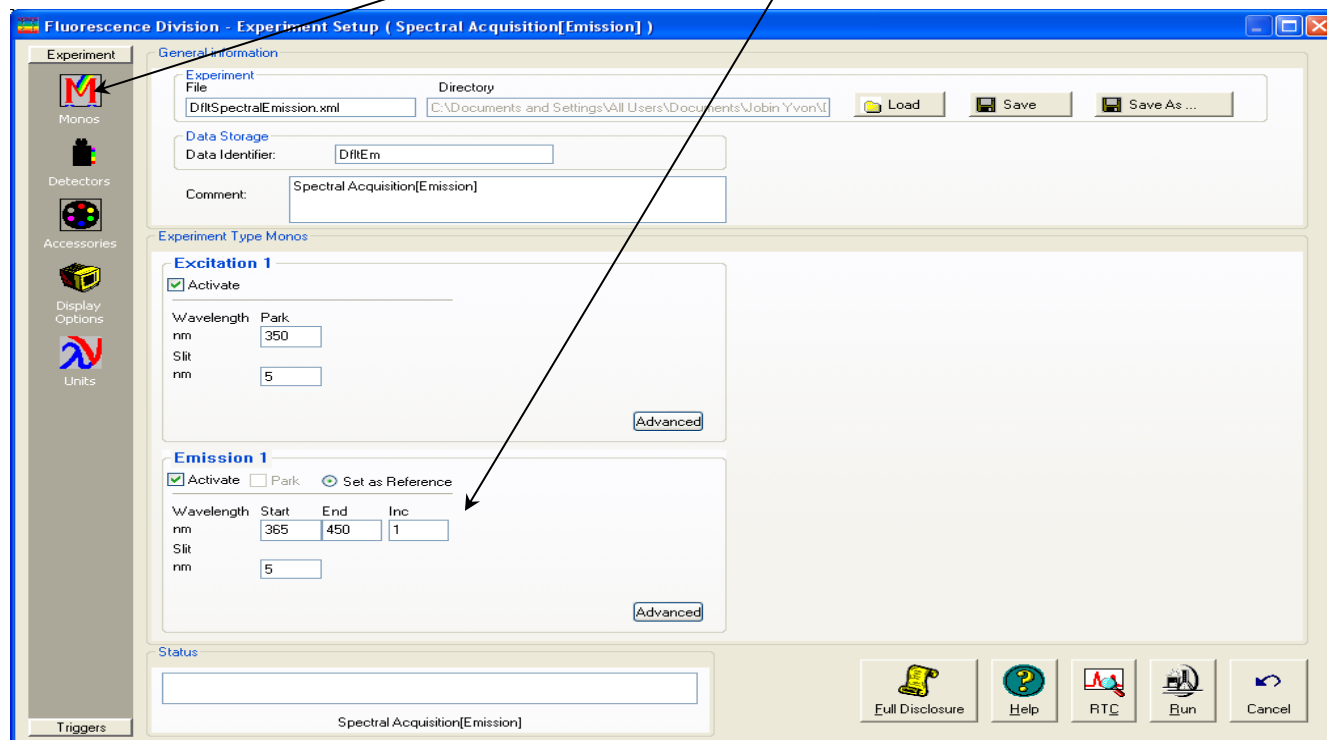 Fluorescence Division - Experiment Setup ( Spectral Acquisition[Emission] )
Experiment
Monos
Detectors
Accessories
Display
Options
Units
Triggers
General information
Experiment
File Directory
DfltSpectralEmission.xml C:\Documents and Settings\All Users\Documents\Jobin Yvon\ Load Save Save As ...
Data Storage
Data Identifier: DfltEm
Comment: Spectral Acquisition[Emission]
Experiment Type Monos
Excitation 1
Activate
Wavelength Park
nm 350
Slit
nm 5
Advanced
Emission 1
Activate Park Set as Reference
Wavelength Start End Inc
nm 365 450 1
Slit
nm 5
Advanced
Status
Spectral Acquisition[Emission]
Full Disclosure Help RTC Run Cancel